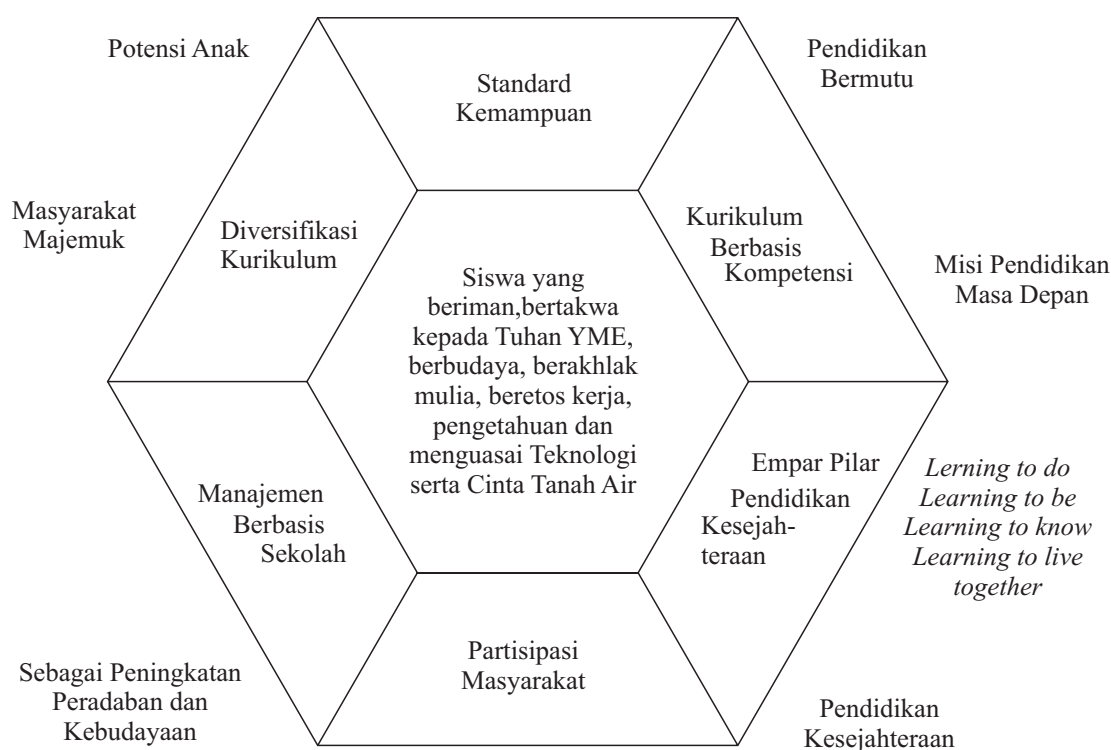 Potensi Anak
Pendidikan
Bermutu
Standard
Kemampuan
Masyarakat
Majemuk
Diversifikasi
Kurikulum
Kurikulum
Berbasis
Kompetensi
Misi Pendidikan
Masa Depan
Siswa yang
beriman,bertakwa
kepada Tuhan YME,
berbudaya, berakhlak
mulia, beretos kerja,
pengetahuan dan
menguasai Teknologi
serta Cinta Tanah Air
Manajemen
Berbasis
Sekolah
Empar Pilar
Pendidikan
Kesejah-
teraan
Lerning to do
Learning to be
Learning to know
Learning to live
together
Partisipasi
Masyarakat
Sebagai Peningkatan
Peradaban dan
Kebudayaan
Pendidikan
Kesejahteraan